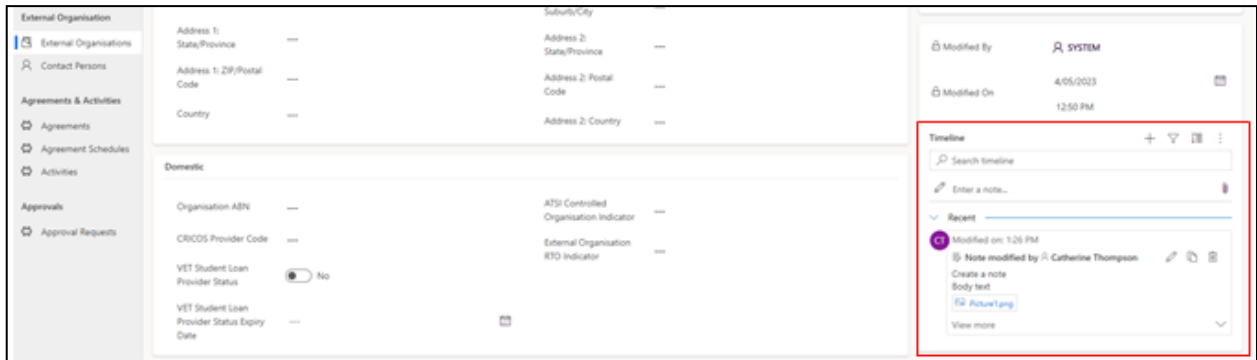 External Organisation
External Organisations
Contact Persons
Agreements & Activities
Agreements
Agreement Schedules
Activities
Approvals
Approval Requests
Suburb/City
Address 1:
State/Province
---
Address 2:
State/Province
---
Address 1: ZIP/Postal
Code
---
Address 2: Postal
Code
---
Country
---
Address 2: Country
---
Domestic
Organisation ABN
---
ATSI Controlled
Organisation Indicator
---
CRICOS Provider Code
---
External Organisation
RTO Indicator
---
VET Student Loan
Provider Status
No
VET Student Loan
Provider Status Expiry
Date
---
Modified By
SYSTEM
Modified On
4/05/2023
12:50 PM
Timeline
Search timeline
Enter a note...
Recent
CT
Modified on: 1:26 PM
Note modified by Catherine Thompson
Create a note
Body text
Picture1.png
View more